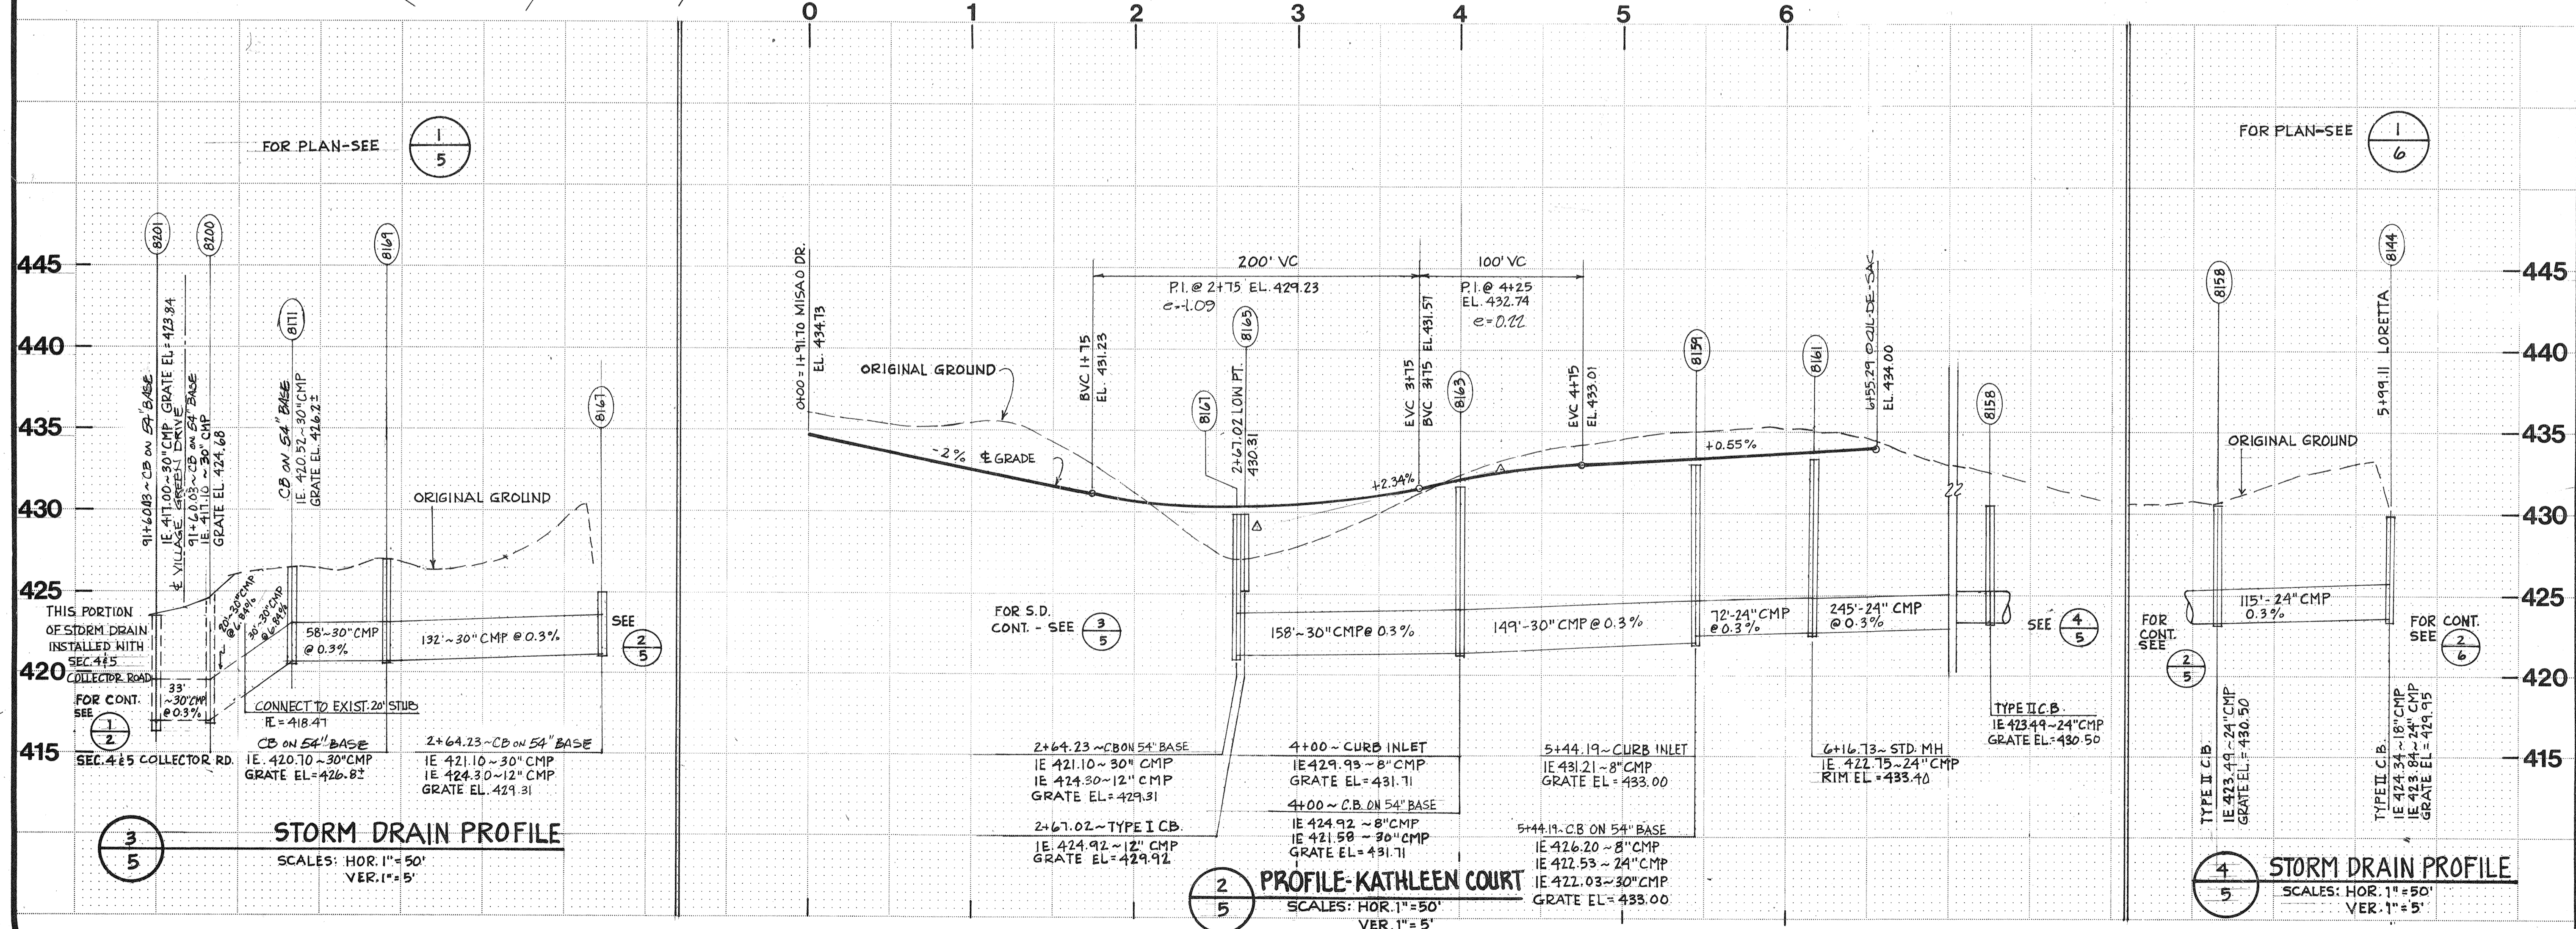 0 1 2 3 4 5 6
FOR PLAN-SEE
1
5
FOR PLAN-SEE
1
6
445
440
435
430
425
420
415
8201
8200
8171
8169
8167
91+60.03~CB ON 54" BASE
IE. 417.00~30"CMP GRATE EL=423.84
℄ VILLAGE GREEN DRIVE
91+60.03~CB ON 54" BASE
IE. 417.10~30" CMP
GRATE EL. 424.68
CB ON 54" BASE
IE. 420.52~30"CMP
GRATE EL. 426.2±
20'-30"CMP
@6.84%
30'-30"CMP
@6.84%
ORIGINAL GROUND
THIS PORTION
OF STORM DRAIN
INSTALLED WITH
SEC. 4&5
COLLECTOR ROAD
FOR CONT.
SEE
1
2
SEC. 4&5 COLLECTOR RD.
33'
~30"CMP
@0.3%
58'~30"CMP
@0.3%
132'~30"CMP @ 0.3%
SEE
2
5
CONNECT TO EXIST. 20' STUB
= 418.47
CB ON 54" BASE
IE. 420.70~30"CMP
GRATE EL=426.8±
2+64.23~CB ON 54" BASE
IE 421.10~30" CMP
IE 424.30~12" CMP
GRATE EL. 429.31
3
5
STORM DRAIN PROFILE
SCALES: HOR. 1"=50'
VER. 1"=5'
0+00 = 1+91.70 MISAO DR.
EL. 434.73
ORIGINAL GROUND
-2% ℄ GRADE
BVC 1+75
EL. 431.23
200' VC
P.I. @ 2+75 EL. 429.23
e=-1.09
8167
8165
2+67.02 LOW PT.
430.31
100' VC
P.I. @ 4+25
EL. 432.74
e=0.22
EVC 3+75
BVC 3+75 EL. 431.57
8163
+2.34%
EVC 4+75
EL. 433.01
8159
+0.55%
8161
6+55.29 CUL-DE-SAC
EL. 434.00
8158
FOR S.D.
CONT. - SEE
3
5
158'~30"CMP @ 0.3%
149'-30"CMP @ 0.3%
72'-24"CMP
@ 0.3%
245'-24" CMP
@ 0.3%
SEE
4
5
2+64.23~CB ON 54" BASE
IE 421.10~30" CMP
IE 424.30~12" CMP
GRATE EL=429.31
2+67.02~TYPE I C.B.
IE. 424.92~12" CMP
GRATE EL=429.92
4+00~CURB INLET
IE 429.93~8"CMP
GRATE EL=431.71
4+00~C.B. ON 54" BASE
IE 424.92~8"CMP
IE 421.58~30"CMP
GRATE EL=431.71
5+44.19~CURB INLET
IE 431.21~8"CMP
GRATE EL=433.00
5+44.19~C.B ON 54" BASE
IE 426.20~8"CMP
IE 422.53~24"CMP
IE 422.03~30"CMP
GRATE EL=433.00
6+16.73~STD. MH
IE. 422.75~24"CMP
RIM EL=433.40
TYPE II C.B.
IE 423.49~24"CMP
GRATE EL=430.50
2
5
PROFILE-KATHLEEN COURT
SCALES: HOR. 1"=50'
VER. 1"=5'
8158
8144
5+99.11 LORETTA
ORIGINAL GROUND
115'-24"CMP
0.3%
FOR
CONT.
SEE
2
5
FOR CONT.
SEE
2
6
TYPE II C.B.
IE 423.49~24"CMP
GRATE EL.=430.50
TYPE II C.B.
IE 424.34~18"CMP
IE 423.84~24"CMP
GRATE EL=429.95
4
5
STORM DRAIN PROFILE
SCALES: HOR. 1"=50'
VER. 1"=5'
445
440
435
430
425
420
415